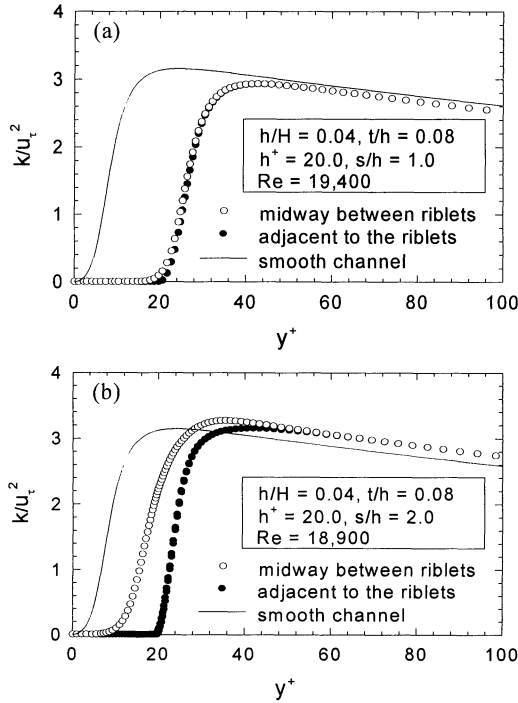 (a)
4
3
2
1
0
k/u_τ^2
h/H = 0.04, t/h = 0.08
h^+ = 20.0, s/h = 1.0
Re = 19,400
midway between riblets
adjacent to the riblets
smooth channel
0 20 40 60 80 100
y^+
(b)
4
3
2
1
0
k/u_τ^2
h/H = 0.04, t/h = 0.08
h^+ = 20.0, s/h = 2.0
Re = 18,900
midway between riblets
adjacent to the riblets
smooth channel
0 20 40 60 80 100
y^+